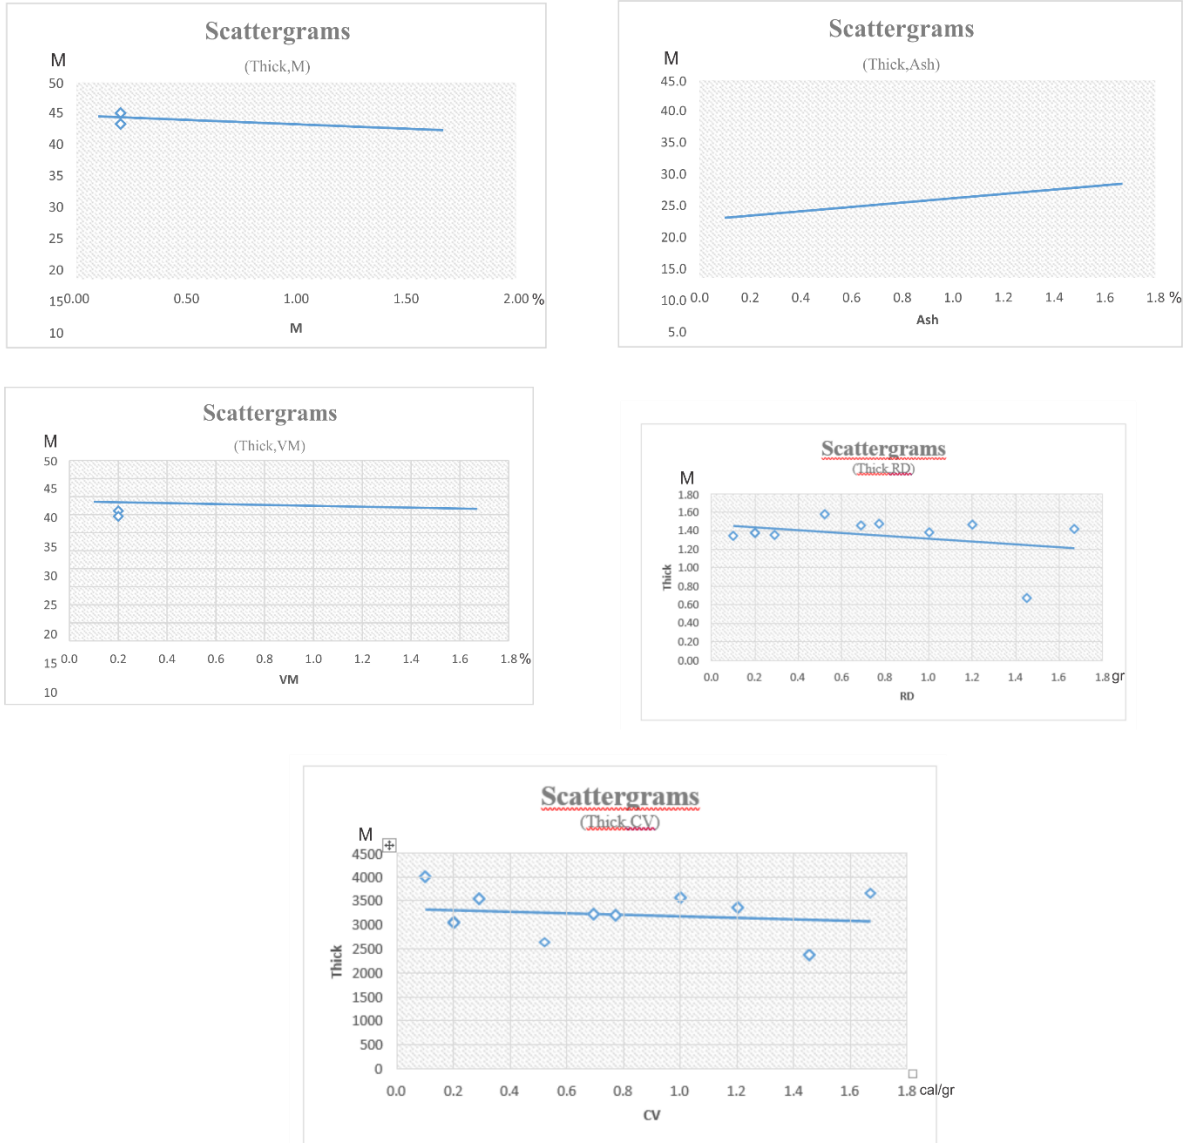 Scattergrams
(Thick,M)
M
50
45
40
35
30
25
20
15
10
0.00 0.50 1.00 1.50 2.00 %
M
Scattergrams
(Thick,Ash)
M
45.0
40.0
35.0
30.0
25.0
20.0
15.0
10.0
5.0
0.0 0.2 0.4 0.6 0.8 1.0 1.2 1.4 1.6 1.8 %
Ash
Scattergrams
(Thick,VM)
M
50
45
40
35
30
25
20
15
10
0.0 0.2 0.4 0.6 0.8 1.0 1.2 1.4 1.6 1.8 %
VM
Scattergrams
(Thick,RD)
M
1.80
1.60
1.40
1.20
1.00
0.80
0.60
0.40
0.20
0.00
Thick
0.0 0.2 0.4 0.6 0.8 1.0 1.2 1.4 1.6 1.8 gr
RD
Scattergrams
(Thick,CV)
M
4500
4000
3500
3000
2500
2000
1500
1000
500
0
Thick
0.0 0.2 0.4 0.6 0.8 1.0 1.2 1.4 1.6 1.8 cal/gr
CV